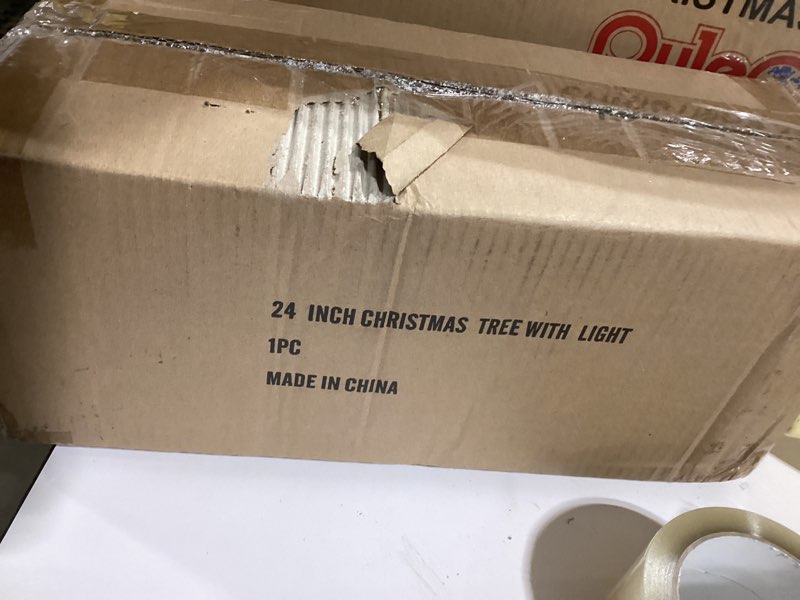 24 INCH CHRISTMAS TREE WITH LIGHT
1PC
MADE IN CHINA